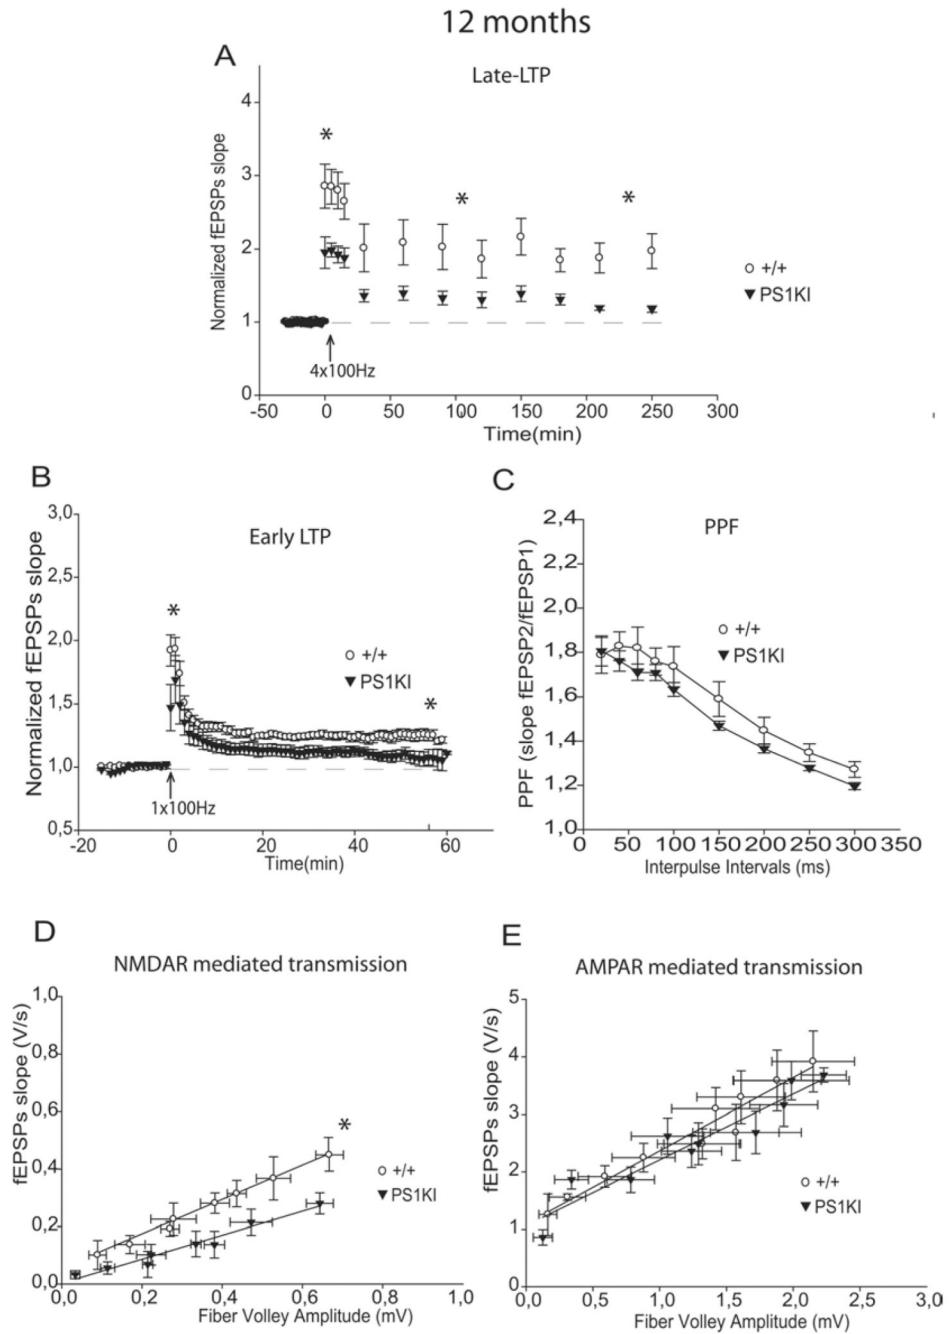 12 months
A
Late-LTP
Normalized fEPSPs slope
4
3
2
1
0
*
*
*
+/+
PS1KI
4x100Hz
-50 0 50 100 150 200 250 300
Time(min)
B
Early LTP
Normalized fEPSPs slope
3,0
2,5
2,0
1,5
1,0
0,5
*
*
+/+
PS1KI
1x100Hz
-20 0 20 40 60
Time(min)
C
PPF
PPF (slope fEPSP2/fEPSP1)
2,4
2,2
2,0
1,8
1,6
1,4
1,2
1,0
+/+
PS1KI
0 50 100 150 200 250 300 350
Interpulse Intervals (ms)
D
NMDAR mediated transmission
fEPSPs slope (V/s)
1,0
0,8
0,6
0,4
0,2
0,0
*
+/+
PS1KI
0,0 0,2 0,4 0,6 0,8 1,0
Fiber Volley Amplitude (mV)
E
AMPAR mediated transmission
fEPSPs slope (V/s)
5
4
3
2
1
0
+/+
PS1KI
0,0 0,5 1,0 1,5 2,0 2,5 3,0
Fiber Volley Amplitude (mV)